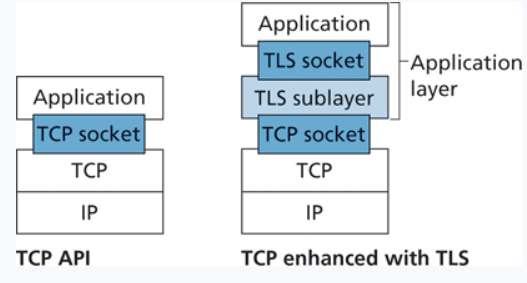 Application
TCP socket
TCP
IP
TCP API
Application
TLS socket
TLS sublayer
TCP socket
TCP
IP
TCP enhanced with TLS
Application
layer